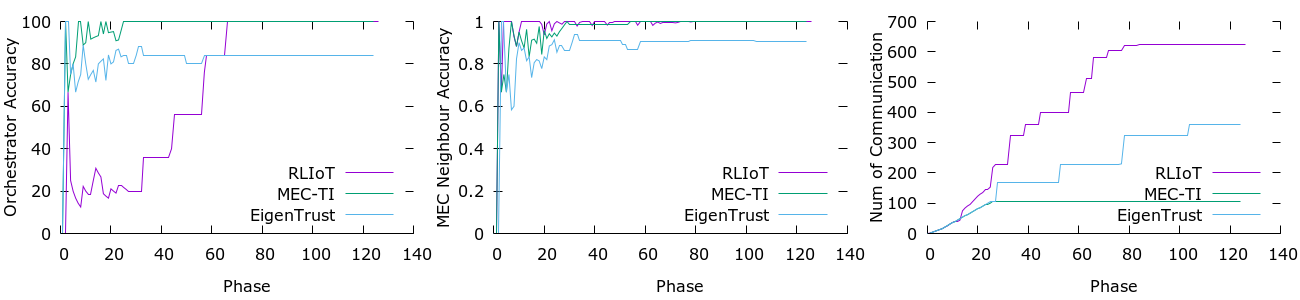 Orchestrator Accuracy
100
80
60
40
20
0
RLIoT
MEC-TI
EigenTrust
0 20 40 60 80 100 120 140
Phase
MEC Neighbour Accuracy
1
0.8
0.6
0.4
0.2
0
RLIoT
MEC-TI
EigenTrust
0 20 40 60 80 100 120 140
Phase
Num of Communication
700
600
500
400
300
200
100
0
RLIoT
MEC-TI
EigenTrust
0 20 40 60 80 100 120 140
Phase